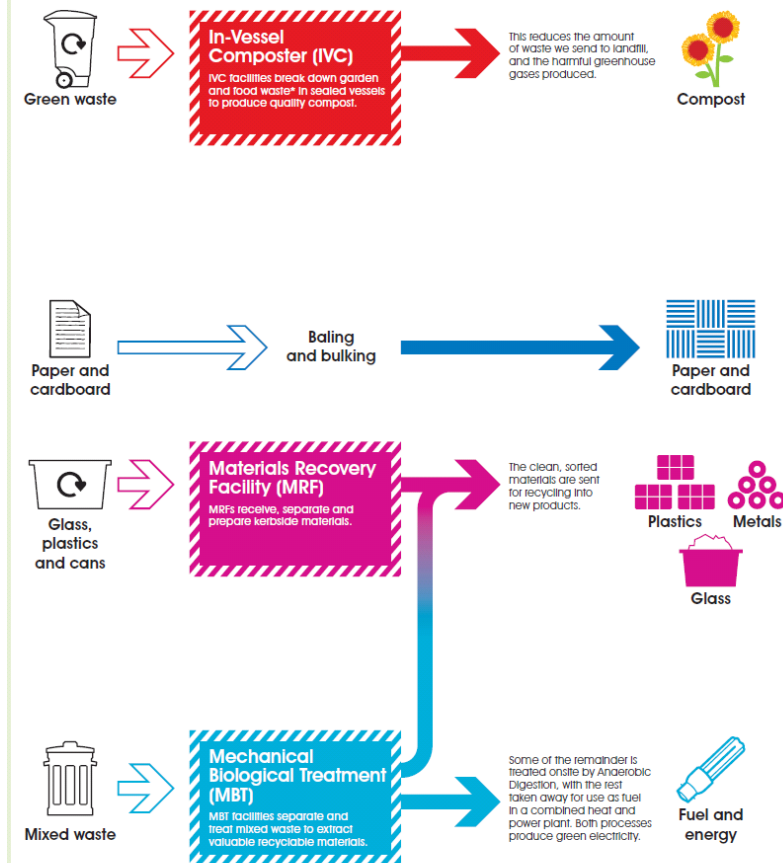 Green waste
In-Vessel
Composter (IVC)
IVC facilities break down garden
and food waste* in sealed vessels
to produce quality compost.
This reduces the amount
of waste we send to landfill,
and the harmful greenhouse
gases produced.
Compost
Paper and
cardboard
Baling
and bulking
Paper and
cardboard
Glass,
plastics
and cans
Materials Recovery
Facility (MRF)
MRFs receive, separate and
prepare kerbside materials.
The clean, sorted
materials are sent
for recycling into
new products.
Plastics
Metals
Glass
Mixed waste
Mechanical
Biological Treatment
(MBT)
MBT facilities separate and
treat mixed waste to extract
valuable recyclable materials.
Some of the remainder is
treated onsite by Anaerobic
Digestion, with the rest
taken away for use as fuel
in a combined heat and
power plant. Both processes
produce green electricity.
Fuel and
energy